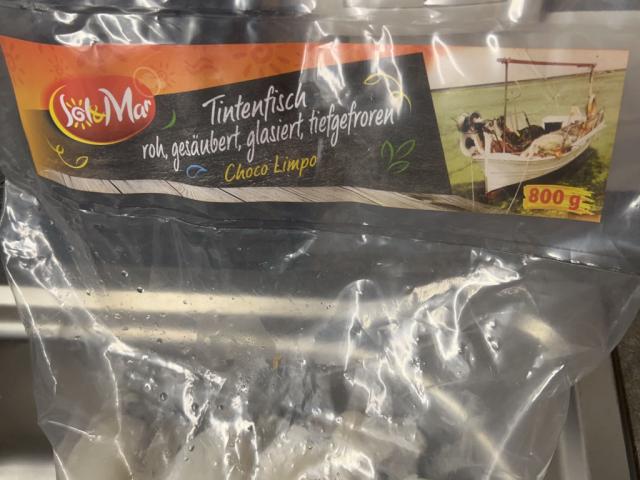 Sol&Mar
Tintenfisch
roh, gesäubert, glasiert, tiefgefroren
Choco Limpo
800 g